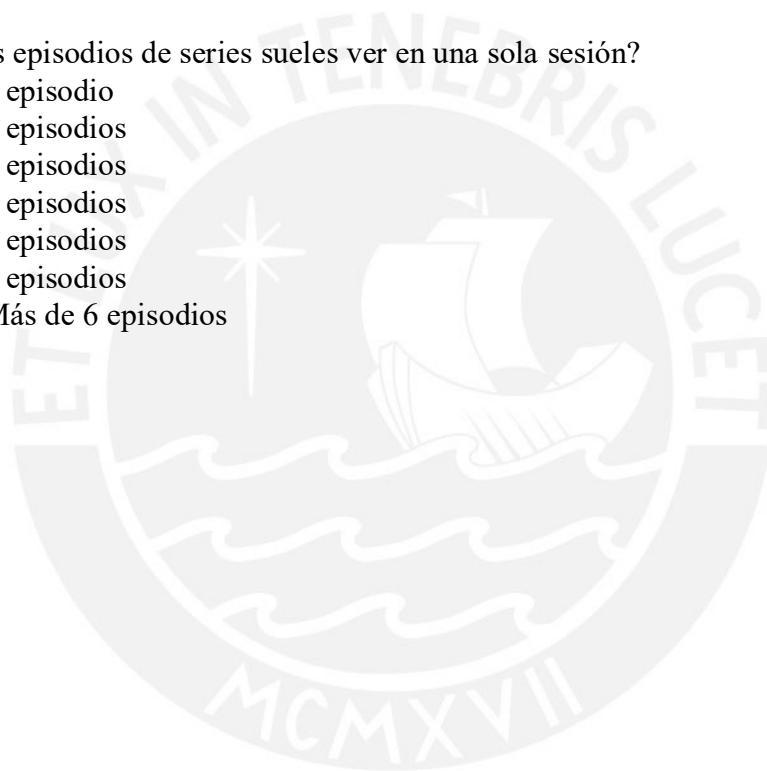 s episodios de series sueles ver en una sola sesión?
episodio
episodios
episodios
episodios
episodios
episodios
Más de 6 episodios
ET LUX IN TENEBRIS LUCET
MCMXVII